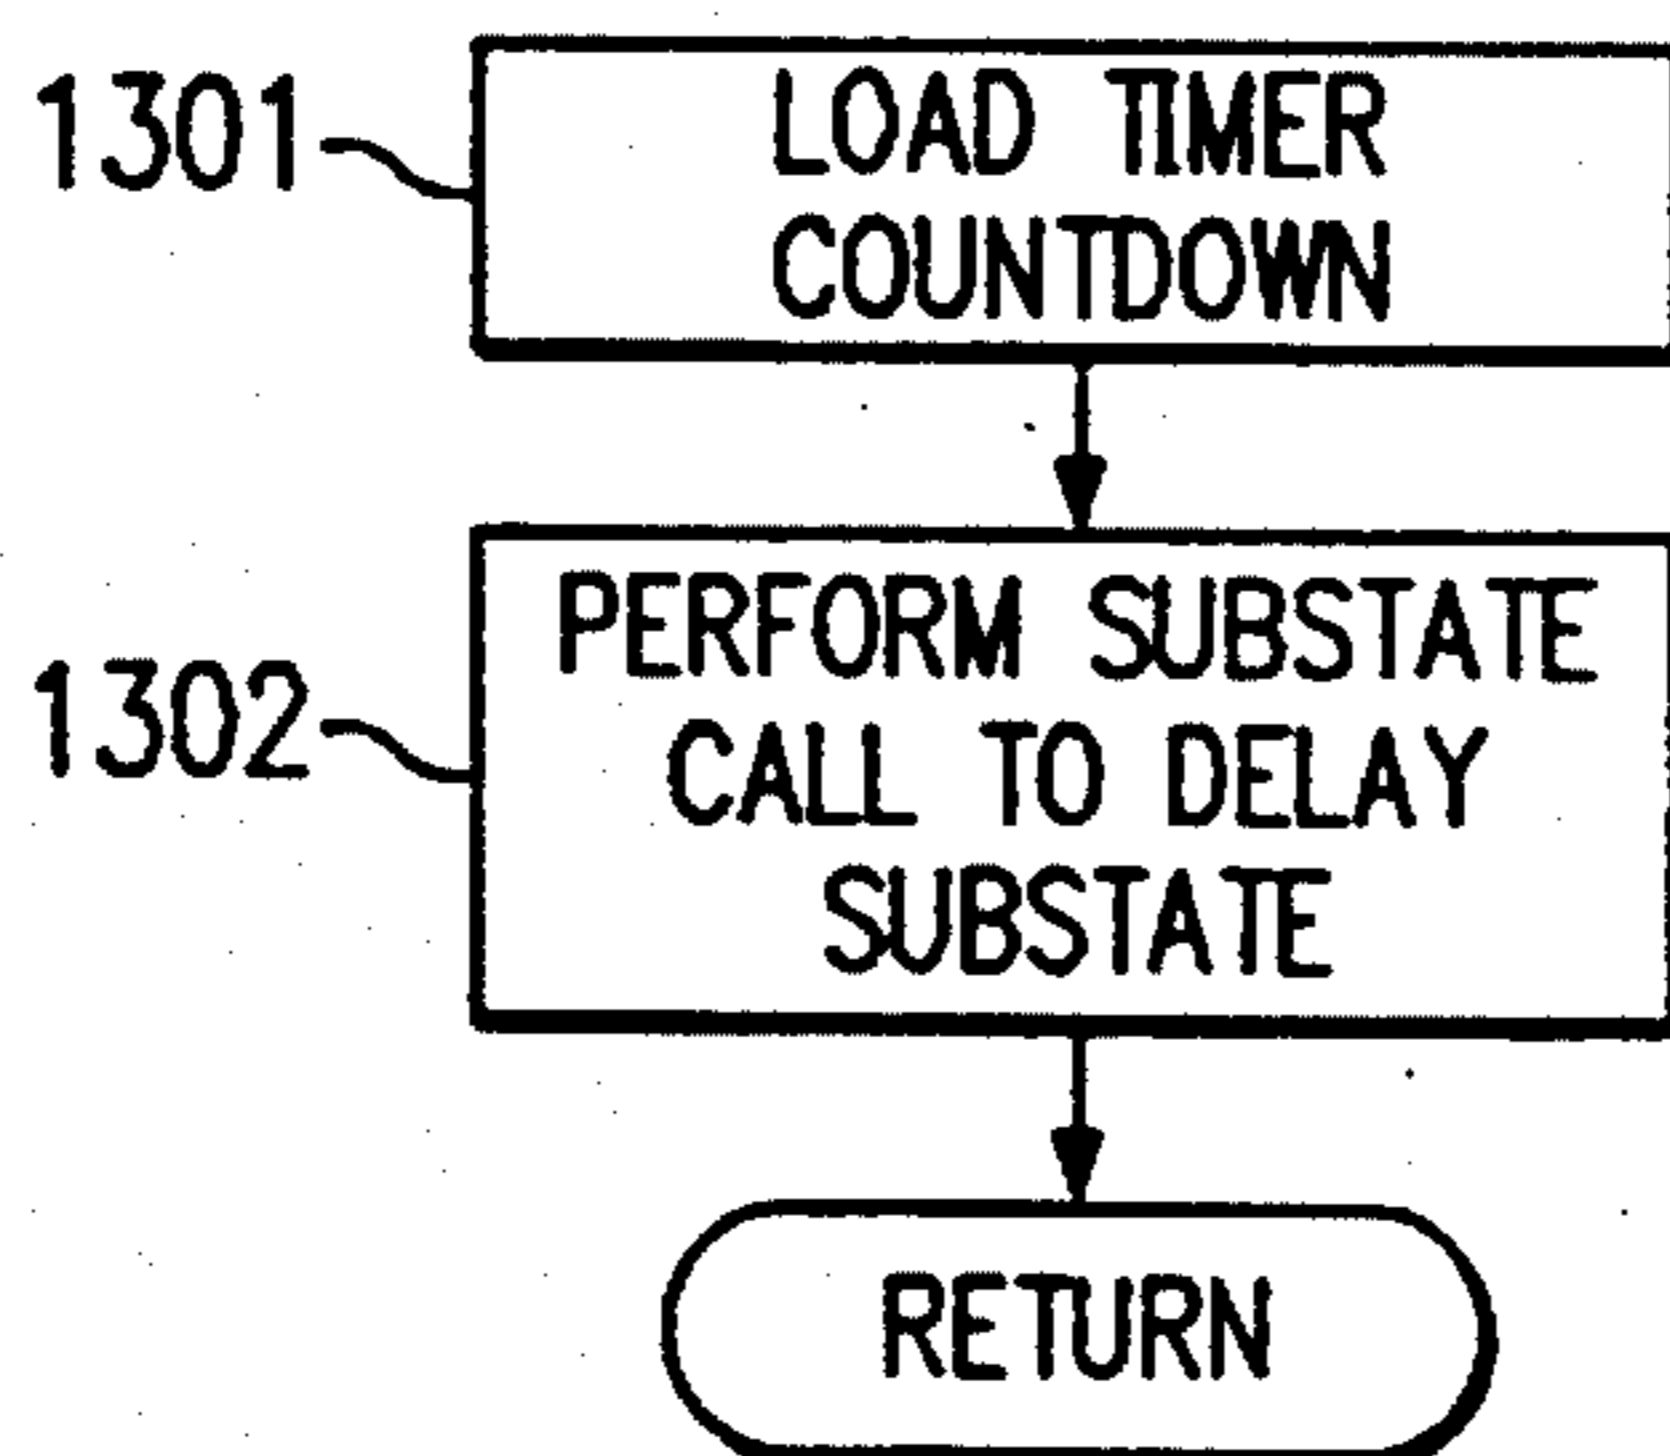 1301
LOAD TIMER
COUNTDOWN
1302
PERFORM SUBSTATE
CALL TO DELAY
SUBSTATE
RETURN